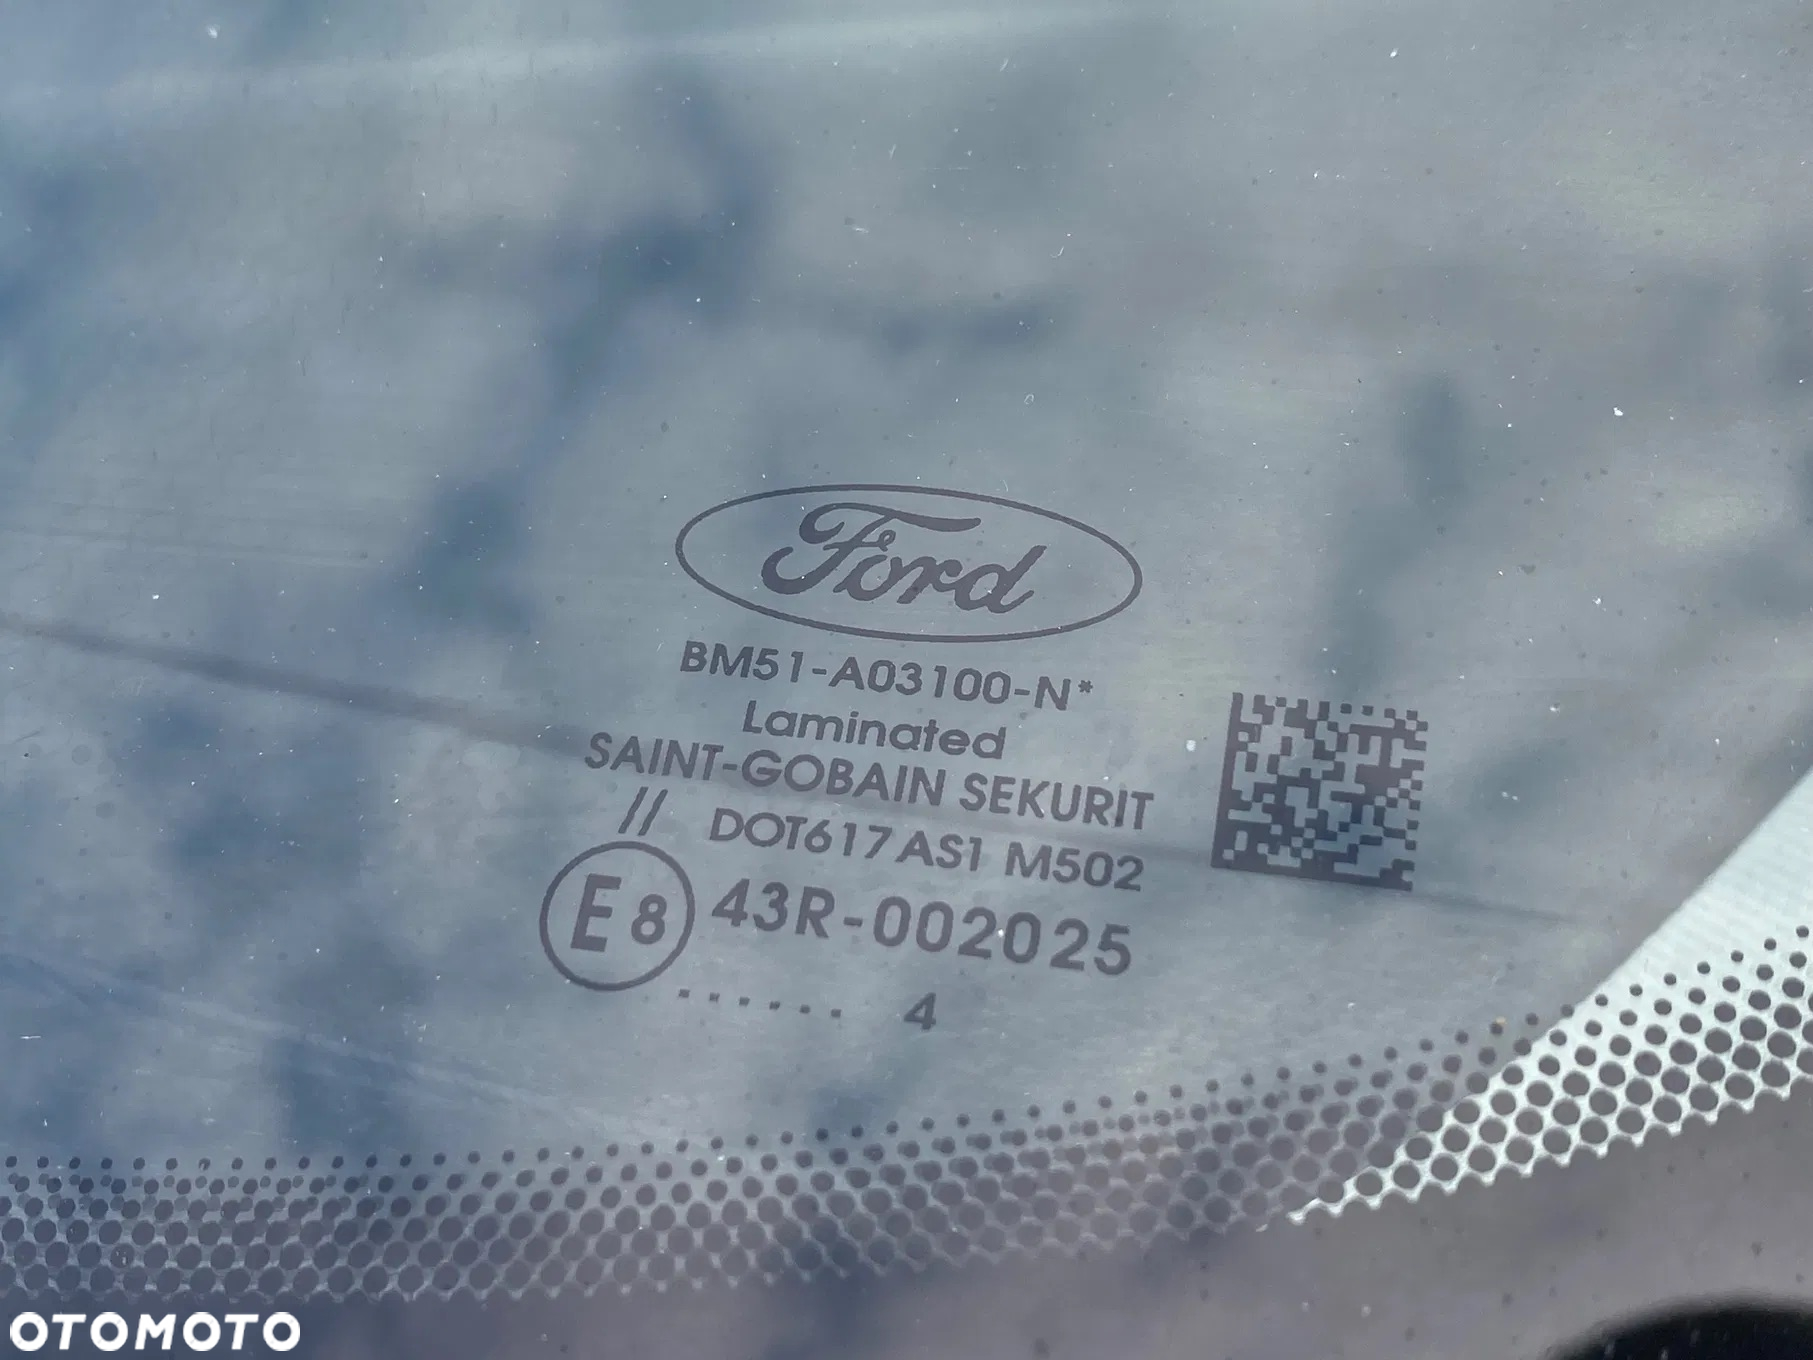 Ford
BM51-A03100-N*
Laminated
SAINT-GOBAIN SEKURIT
// DOT617 AS1 M502
E8 43R-002025
...... 4
OTOMOTO